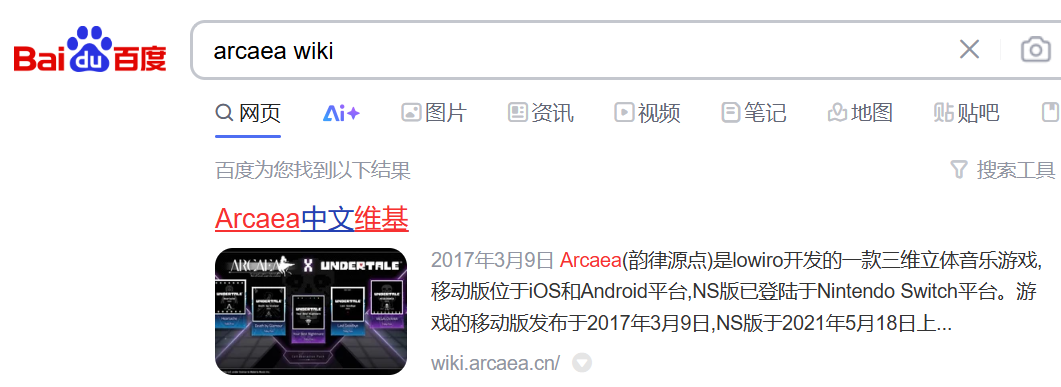 Bai du 百度
arcaea wiki
网页 Ai 图片 资讯 视频 笔记 地图 贴吧
百度为您找到以下结果
搜索工具
Arcaea中文维基
ARCAEA X UNDERTALE
2017年3月9日 Arcaea(韵律源点)是lowiro开发的一款三维立体音乐游戏,
移动版位于iOS和Android平台,NS版已登陆于Nintendo Switch平台。游
戏的移动版发布于2017年3月9日,NS版于2021年5月18日上...
wiki.arcaea.cn/